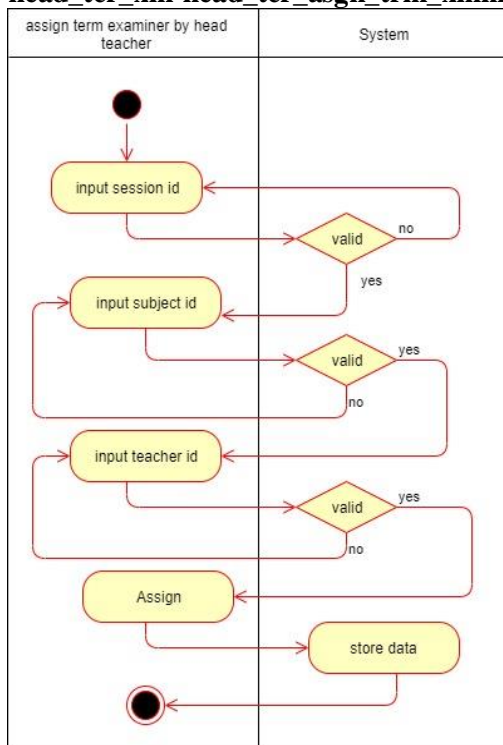 assign term examiner by head
teacher
System
input session id
valid
no
yes
input subject id
valid
yes
no
input teacher id
valid
yes
no
Assign
store data